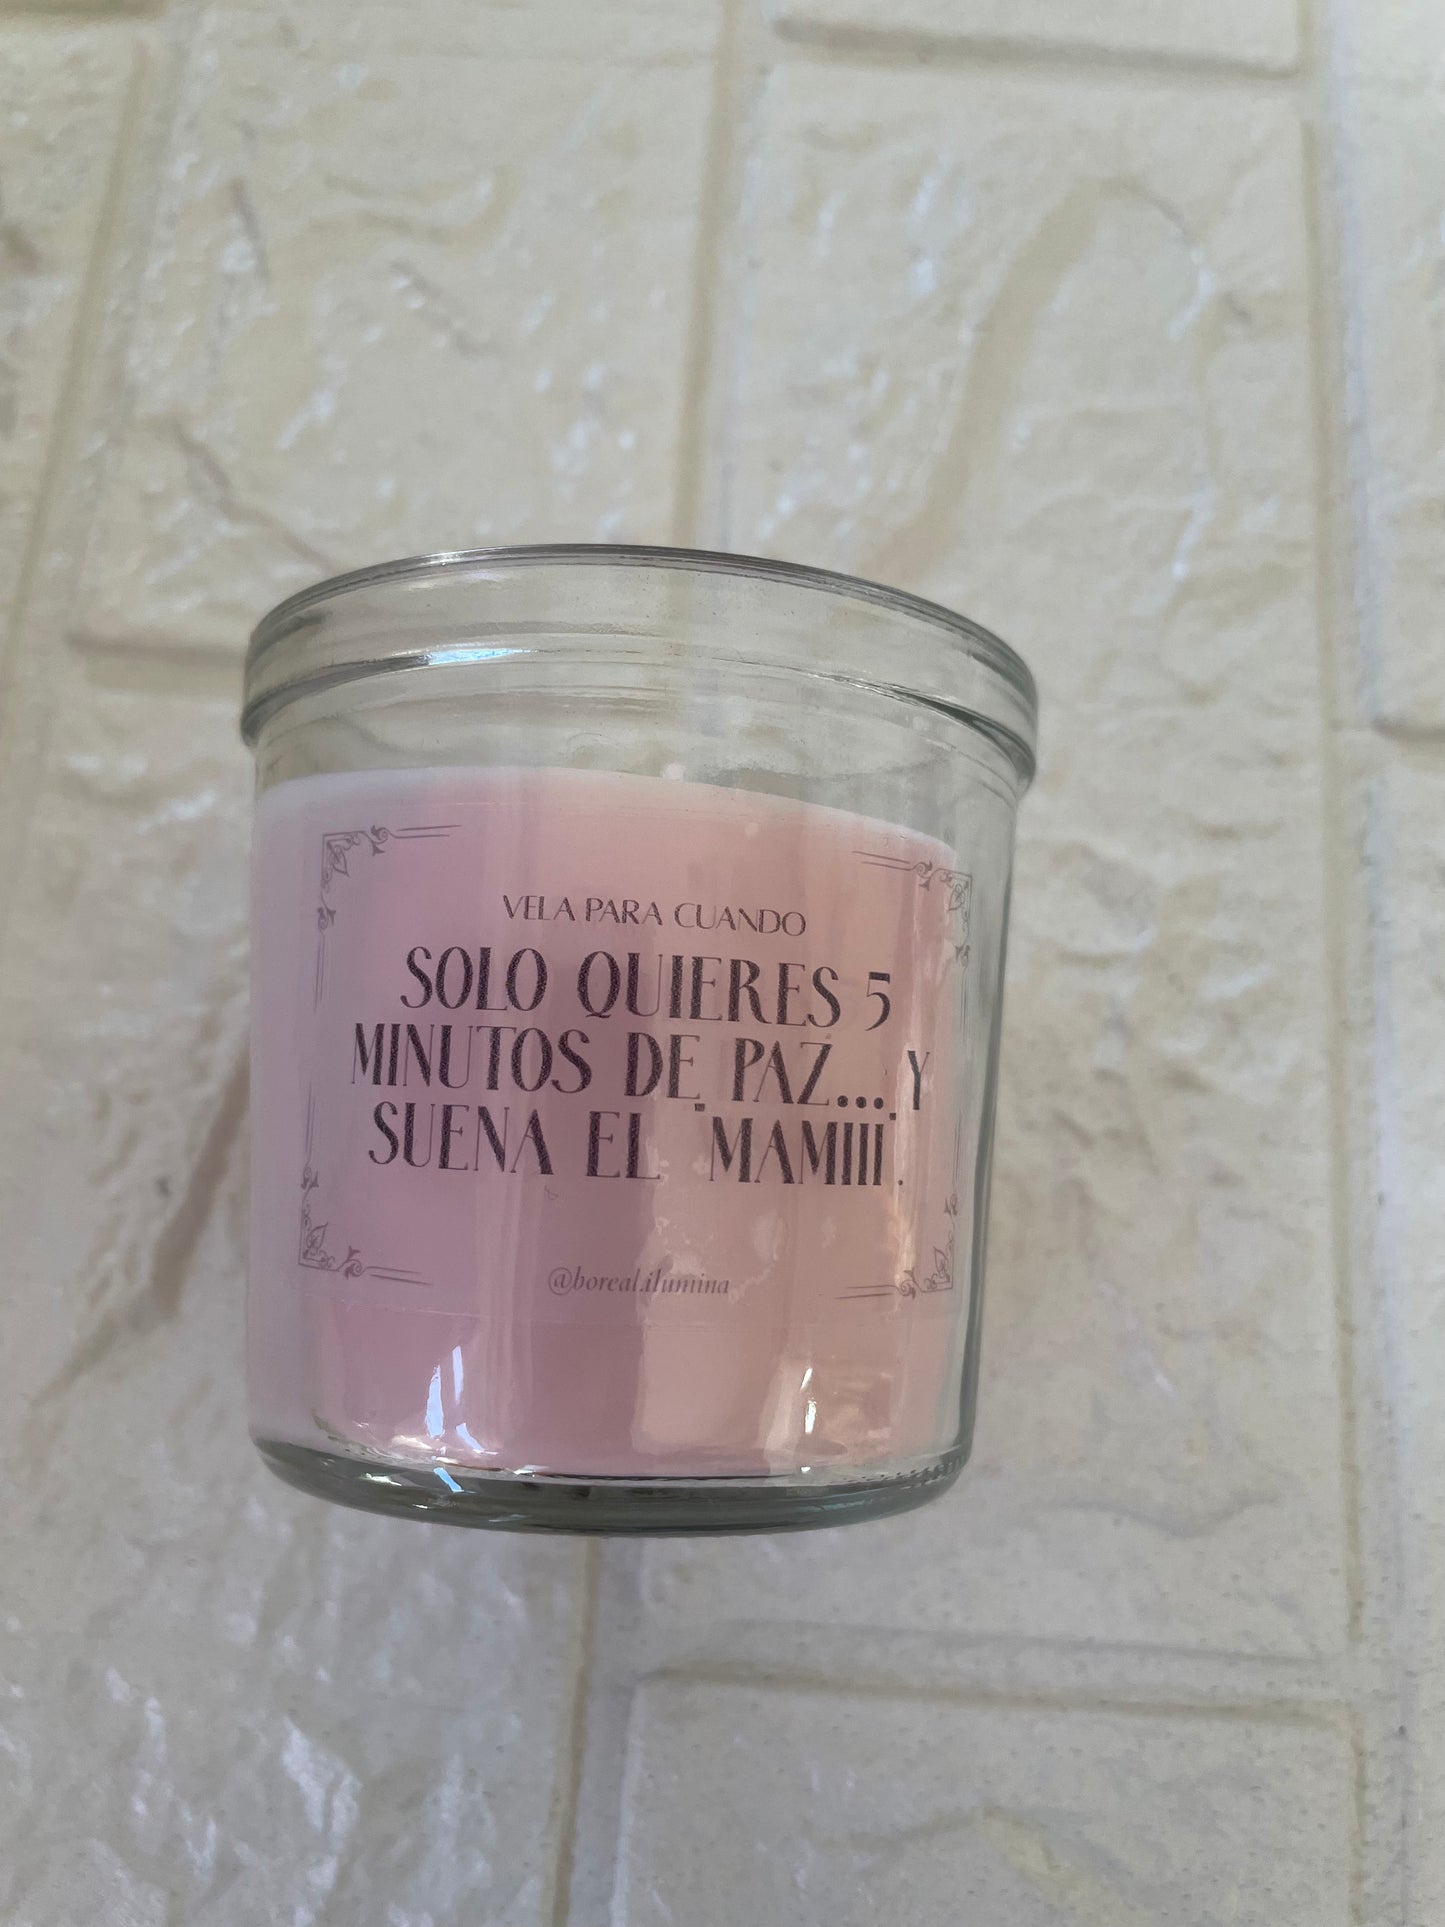 VELA PARA CUANDO
SOLO QUIERES 5
MINUTOS DE PAZ... Y
SUENA EL "MAMIII".
@boreal.ilumina